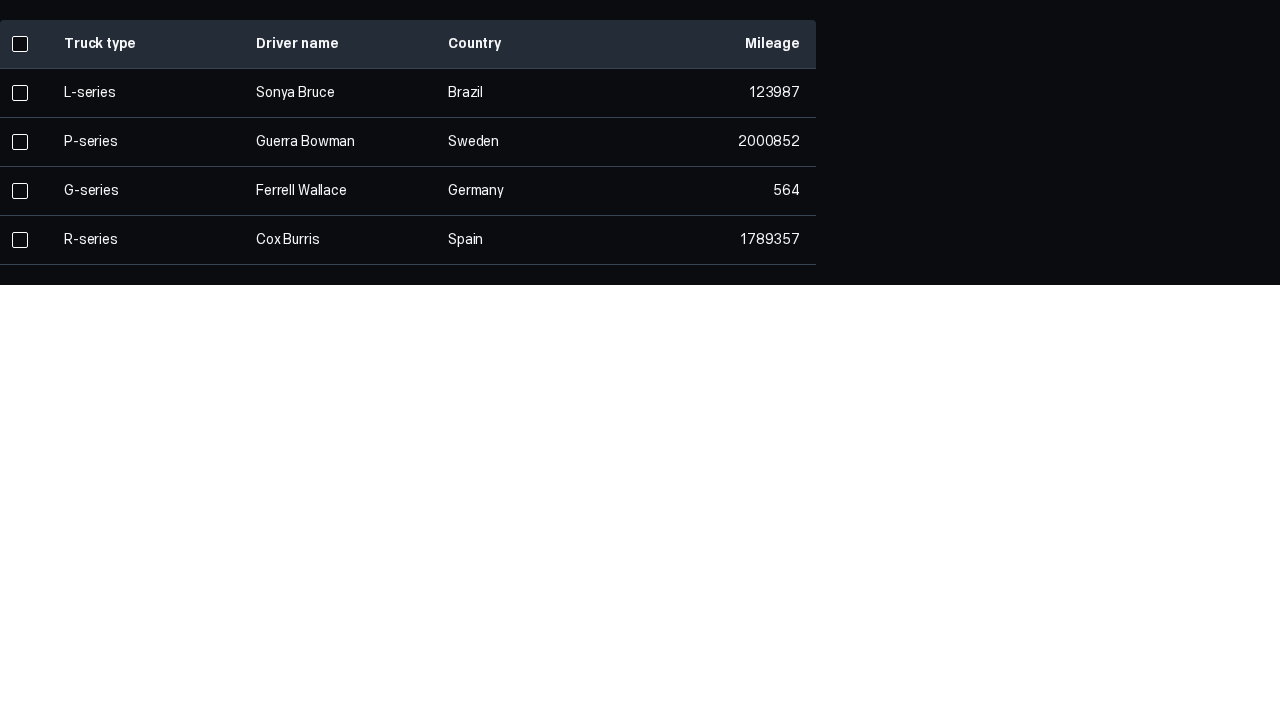 Truck type Driver name Country Mileage
L-series Sonya Bruce Brazil 123987
P-series Guerra Bowman Sweden 2000852
G-series Ferrell Wallace Germany 564
R-series Cox Burris Spain 1789357